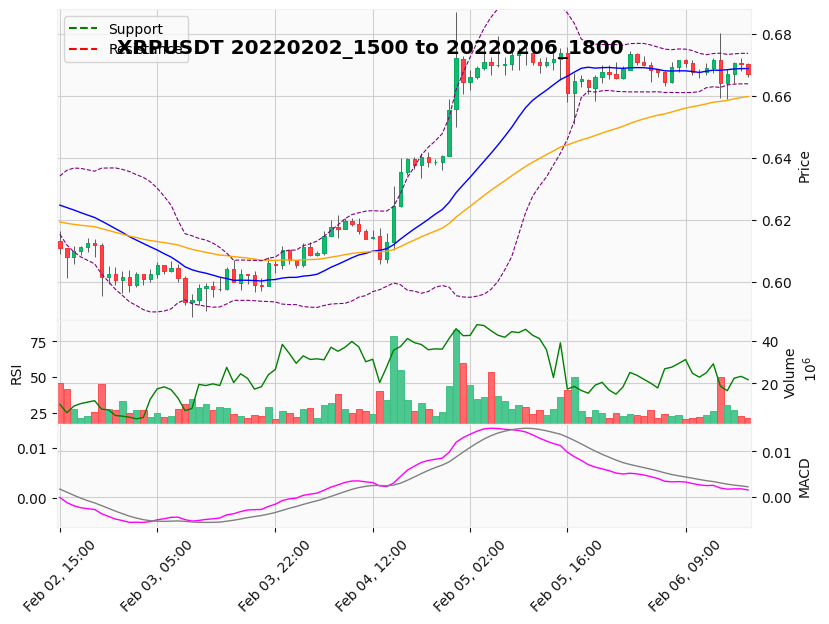 Support
Resistance
XRPUSDT 20220202_1500 to 20220206_1800
0.68
0.66
0.64
0.62
0.60
Price
75
50
25
RSI
40
20
Volume
10^6
0.01
0.00
0.01
0.00
MACD
Feb 02, 15:00
Feb 03, 05:00
Feb 03, 22:00
Feb 04, 12:00
Feb 05, 02:00
Feb 05, 16:00
Feb 06, 09:00